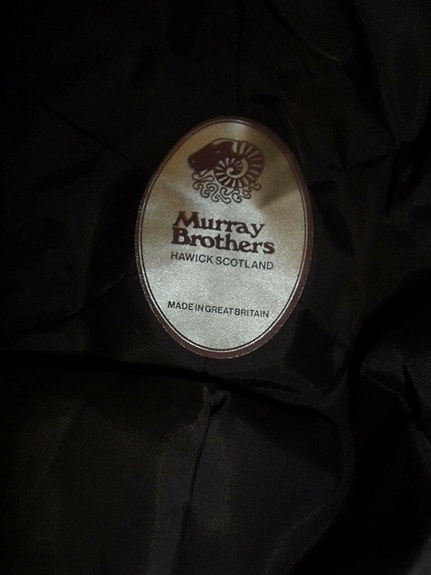 Murray
Brothers
HAWICK SCOTLAND
MADE IN GREAT BRITAIN